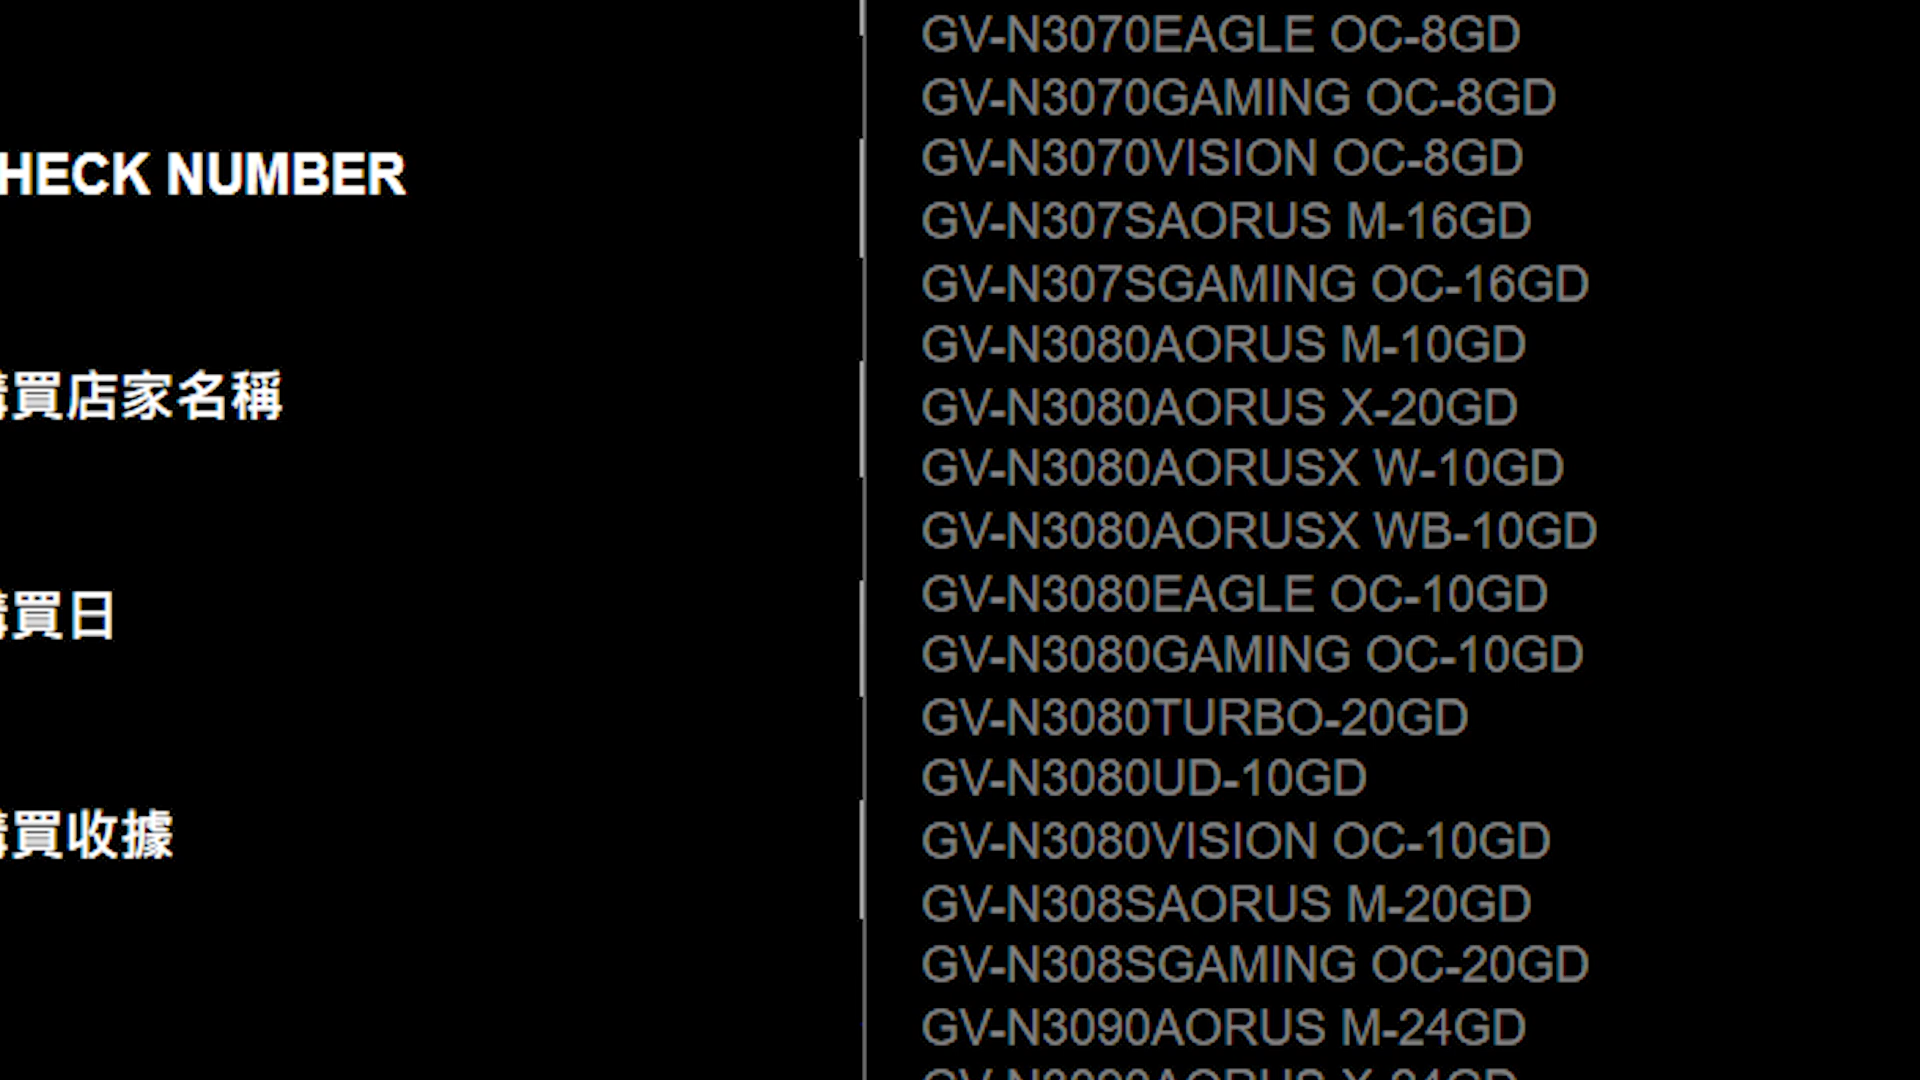 HECK NUMBER
買店家名稱
買日
買收據
GV-N3070EAGLE OC-8GD
GV-N3070GAMING OC-8GD
GV-N3070VISION OC-8GD
GV-N307SAORUS M-16GD
GV-N307SGAMING OC-16GD
GV-N3080AORUS M-10GD
GV-N3080AORUS X-20GD
GV-N3080AORUSX W-10GD
GV-N3080AORUSX WB-10GD
GV-N3080EAGLE OC-10GD
GV-N3080GAMING OC-10GD
GV-N3080TURBO-20GD
GV-N3080UD-10GD
GV-N3080VISION OC-10GD
GV-N308SAORUS M-20GD
GV-N308SGAMING OC-20GD
GV-N3090AORUS M-24GD